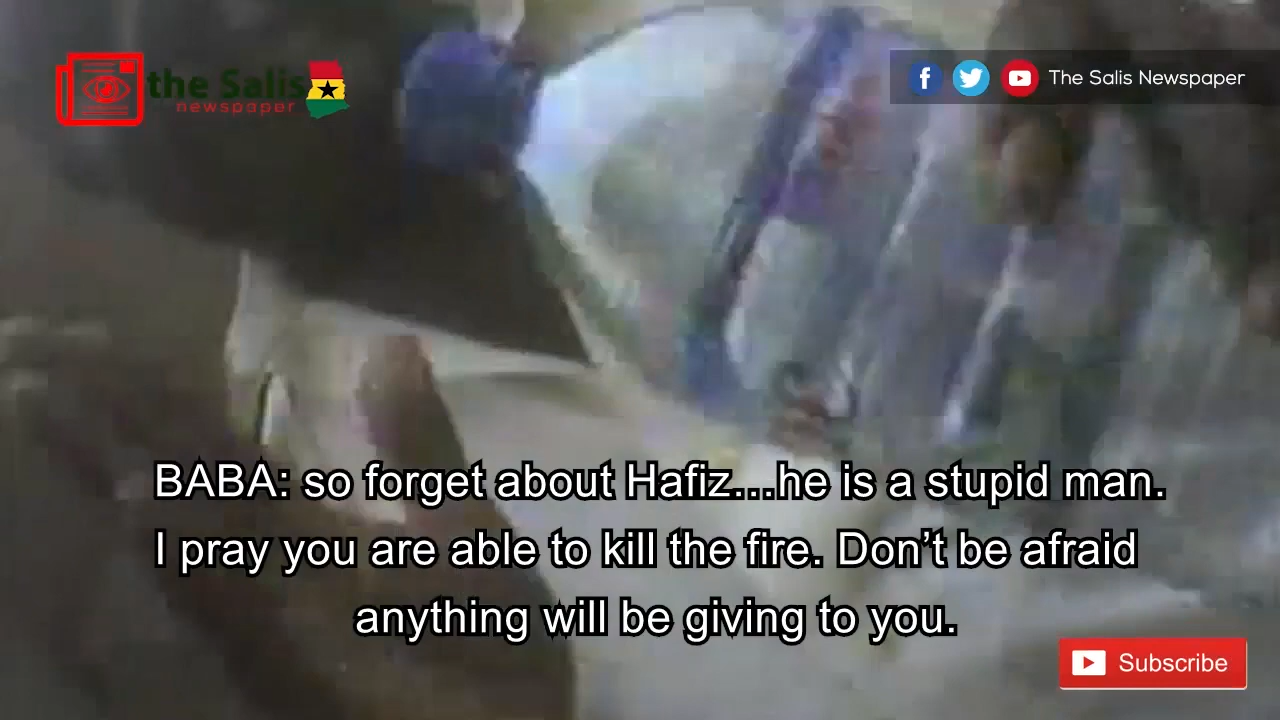 the Salis
newspaper
The Salis Newspaper
BABA: so forget about Hafiz...he is a stupid man.
I pray you are able to kill the fire. Don't be afraid
anything will be giving to you.
Subscribe